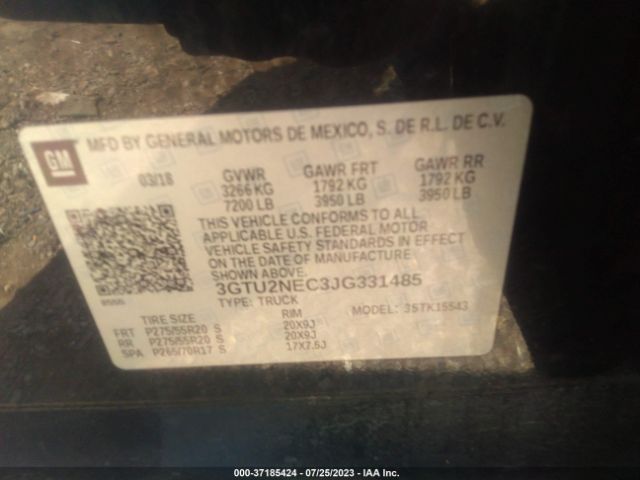 MFD BY GENERAL MOTORS DE MEXICO, S. DE R.L. DE C.V.
GM
03/18 GVWR GAWR FRT GAWR RR
3266 KG 1792 KG 1792 KG
7200 LB 3950 LB 3950 LB
THIS VEHICLE CONFORMS TO ALL
APPLICABLE U.S. FEDERAL MOTOR
VEHICLE SAFETY STANDARDS IN EFFECT
ON THE DATE OF MANUFACTURE
SHOWN ABOVE.
3GTU2NEC3JG331485
TYPE: TRUCK MODEL: 3STK15543
TIRE SIZE RIM
FRT P275/55R20 S 20X9J
RR P275/55R20 S 20X9J
SPA P265/70R17 S 17X7.5J
000-37185424 - 07/25/2023 - IAA Inc.